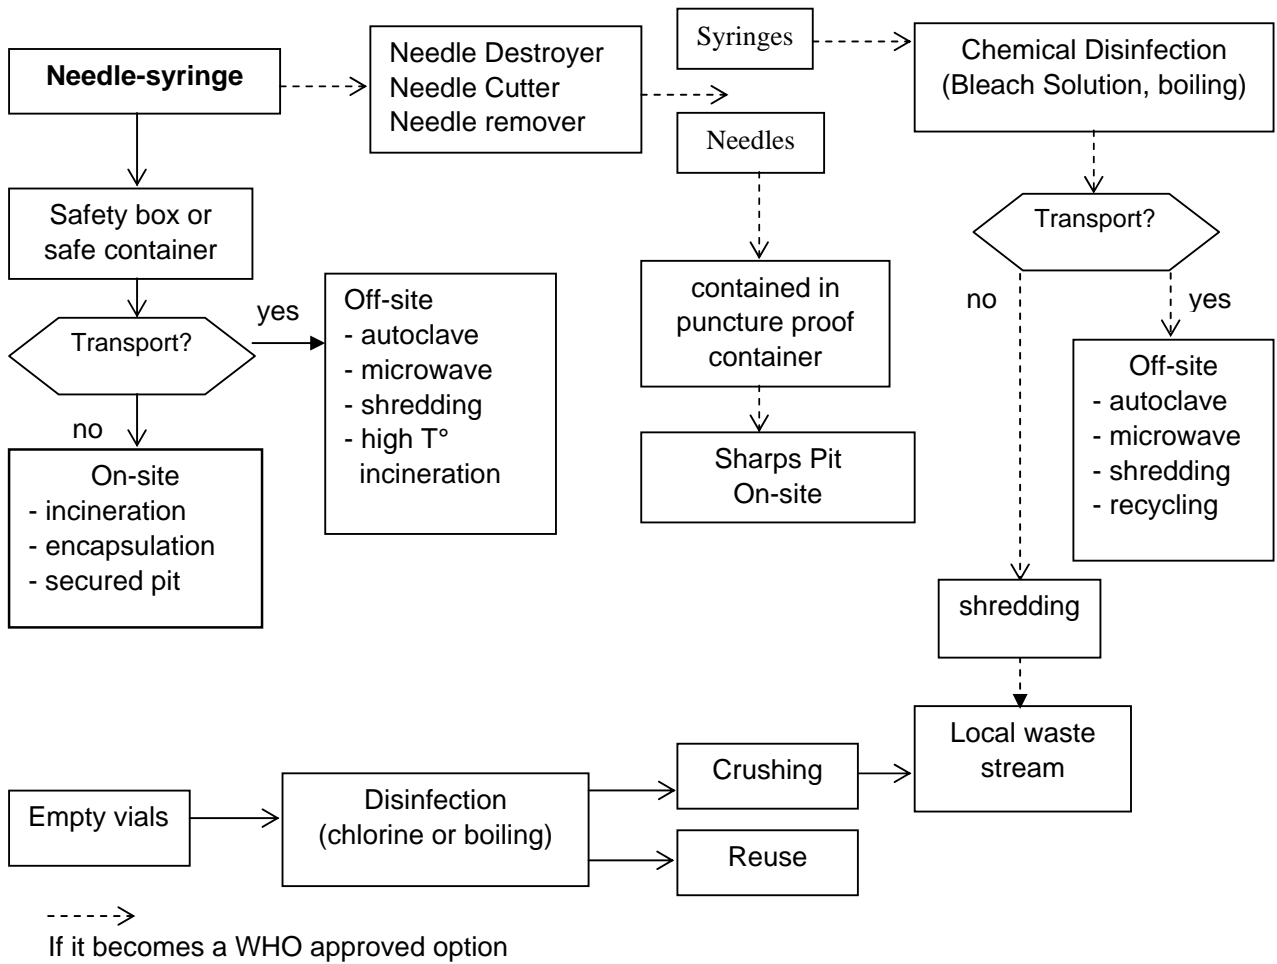 Needle-syringe
Needle Destroyer
Needle Cutter
Needle remover
Syringes
Needles
Chemical Disinfection
(Bleach Solution, boiling)
Safety box or
safe container
Transport?
yes
no
Off-site
- autoclave
- microwave
- shredding
- high T°
incineration
On-site
- incineration
- encapsulation
- secured pit
contained in
puncture proof
container
Sharps Pit
On-site
Transport?
no
yes
Off-site
- autoclave
- microwave
- shredding
- recycling
shredding
Local waste
stream
Empty vials
Disinfection
(chlorine or boiling)
Crushing
Reuse
If it becomes a WHO approved option